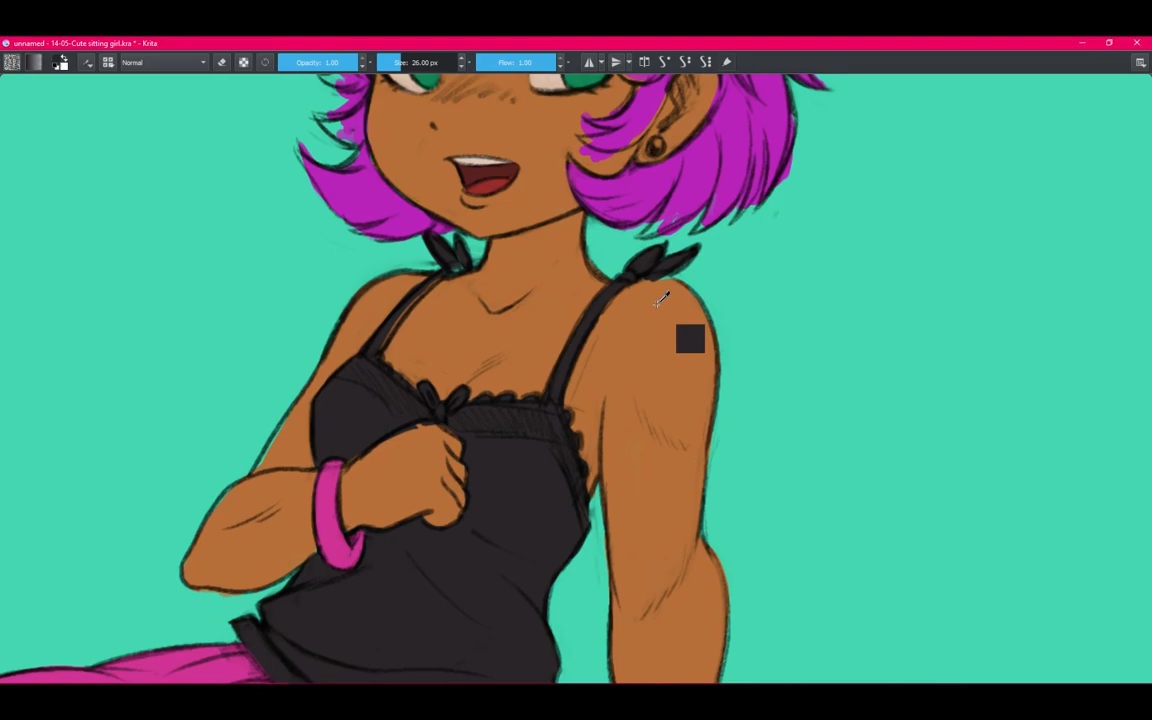 unnamed - 14-05-Cute sitting girl.kra * - Krita
Normal
Opacity: 1.00
Size: 26.00 px
Flow: 1.00